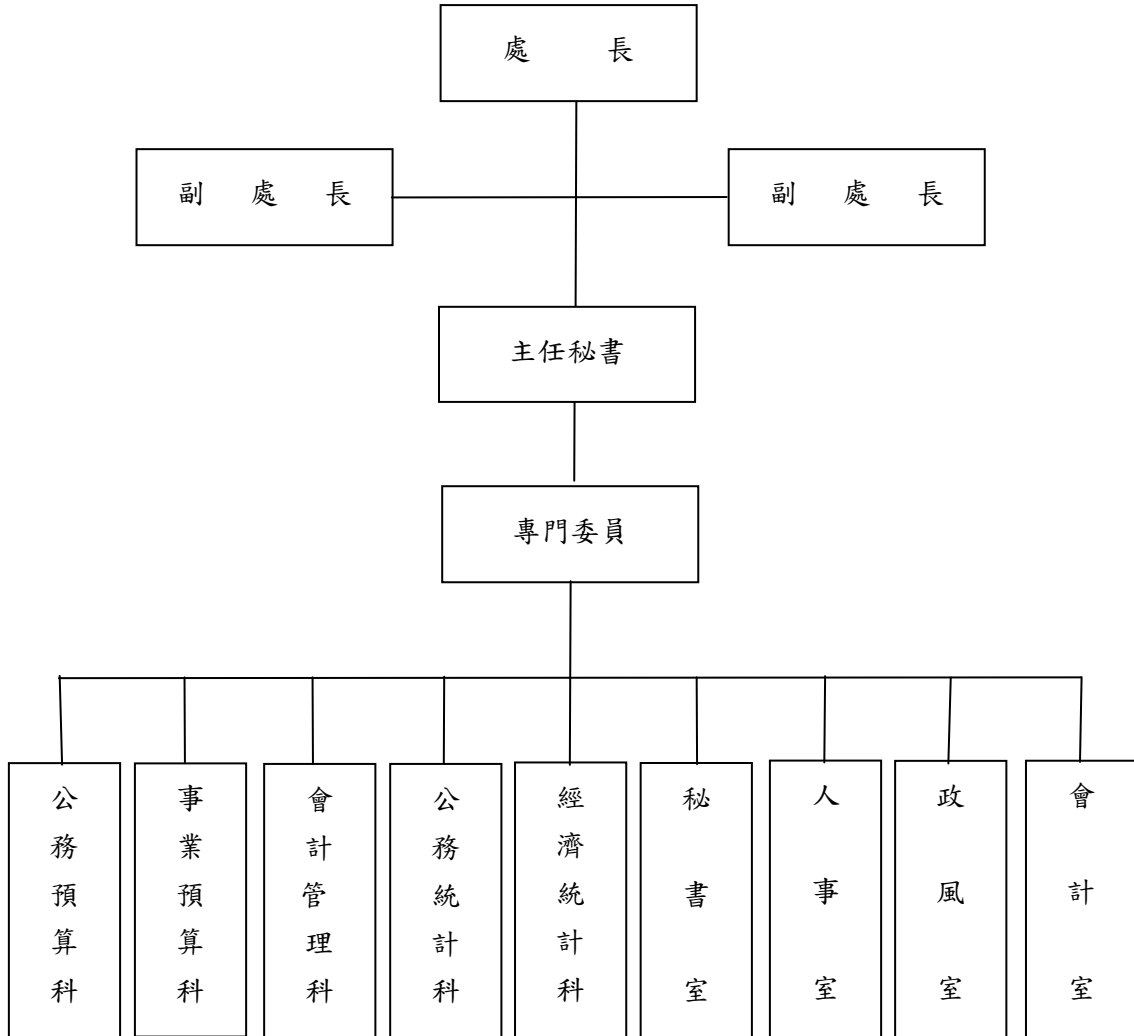 處長
副處長
副處長
主任秘書
專門委員
公務預算科
事業預算科
會計管理科
公務統計科
經濟統計科
秘書室
人事室
政風室
會計室